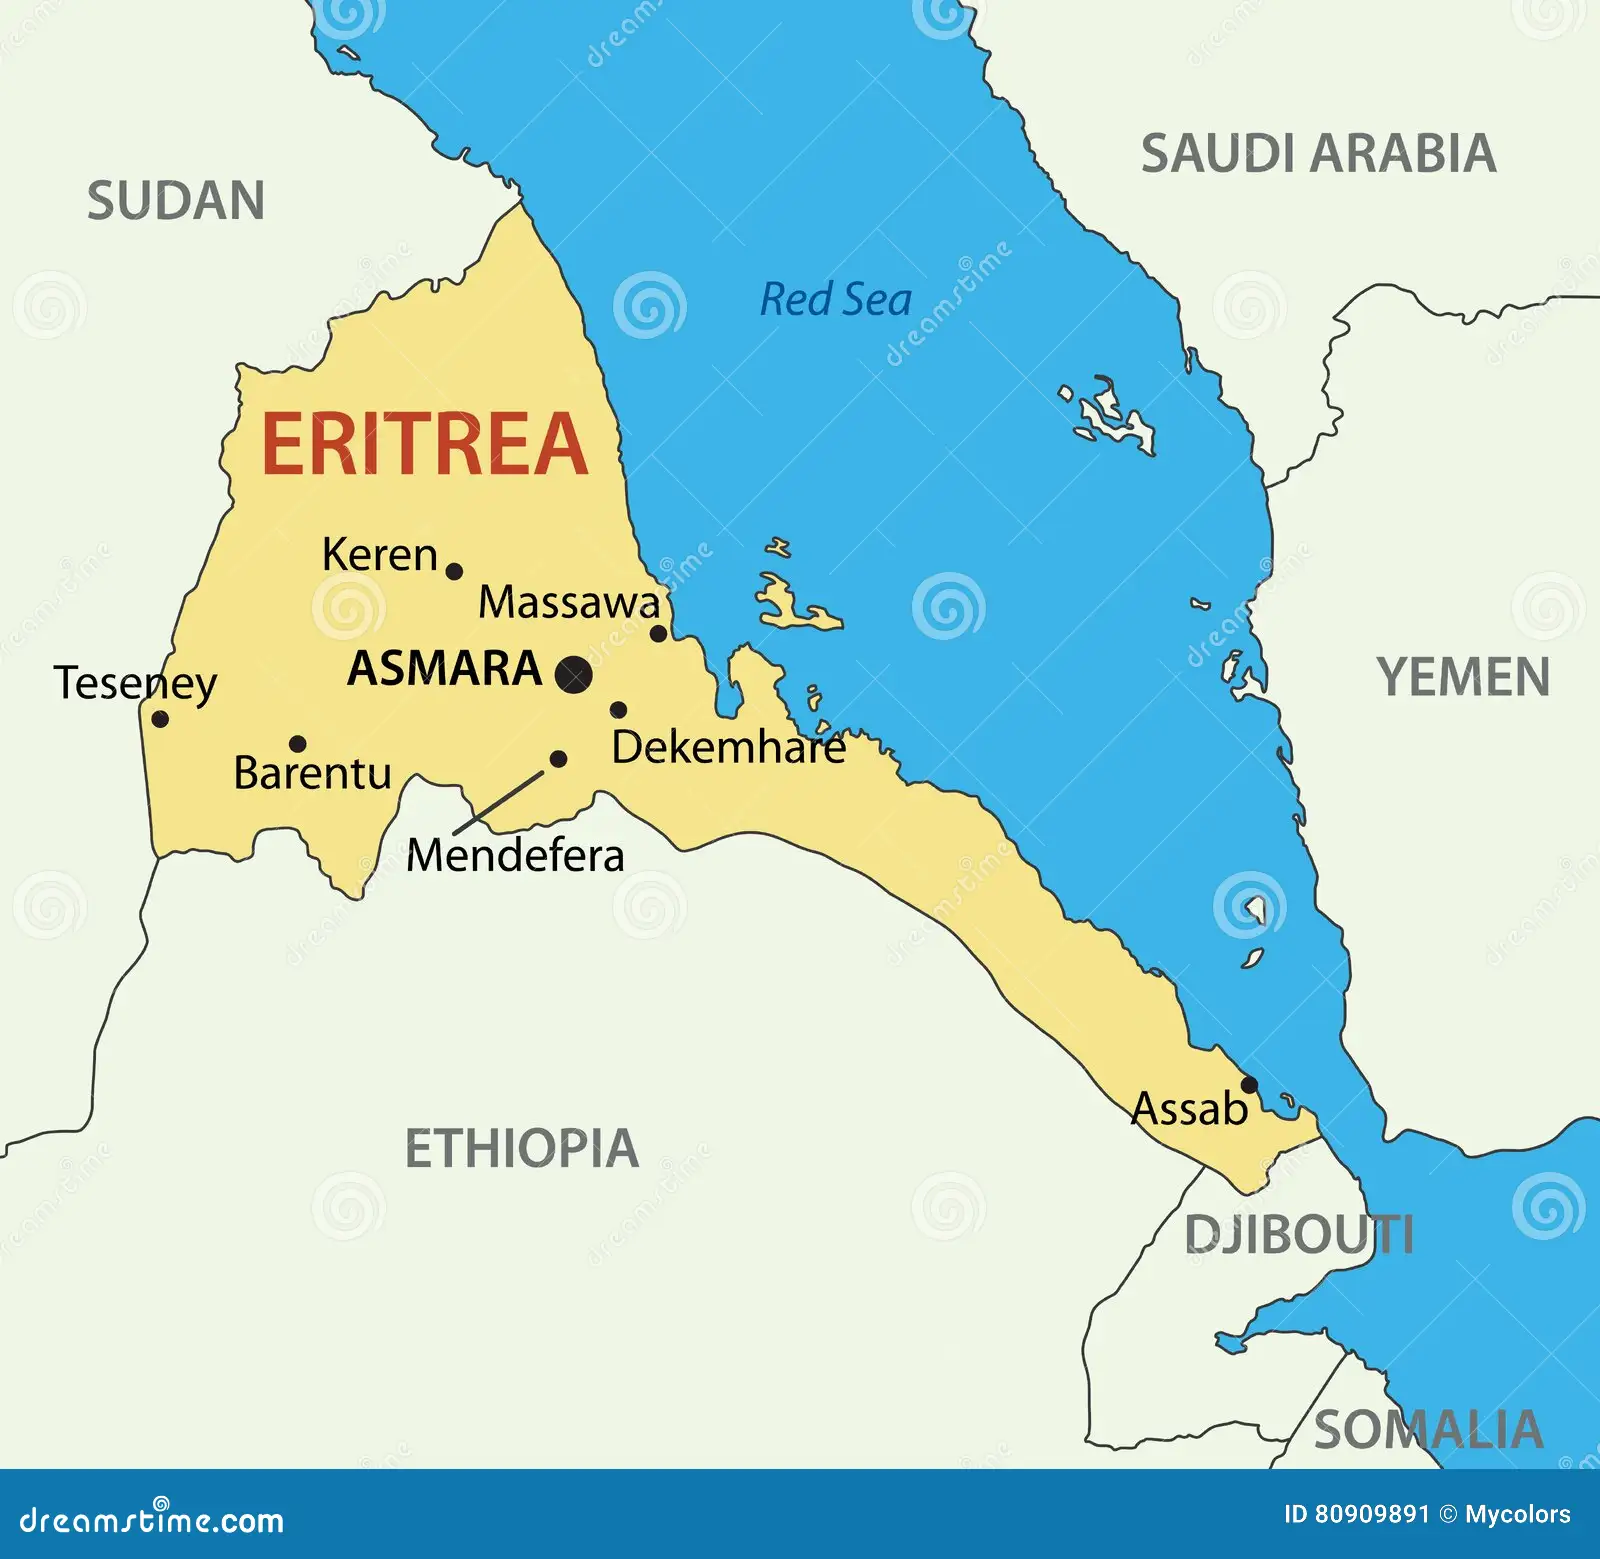 SAUDI ARABIA
SUDAN
Red Sea
ERITREA
Keren
Massawa
ASMARA
Teseney
YEMEN
Dekemhare
Barentu
Mendefera
Assab
ETHIOPIA
DJIBOUTI
SOMALIA
dreamstime.com
ID 80909891 © Mycolors